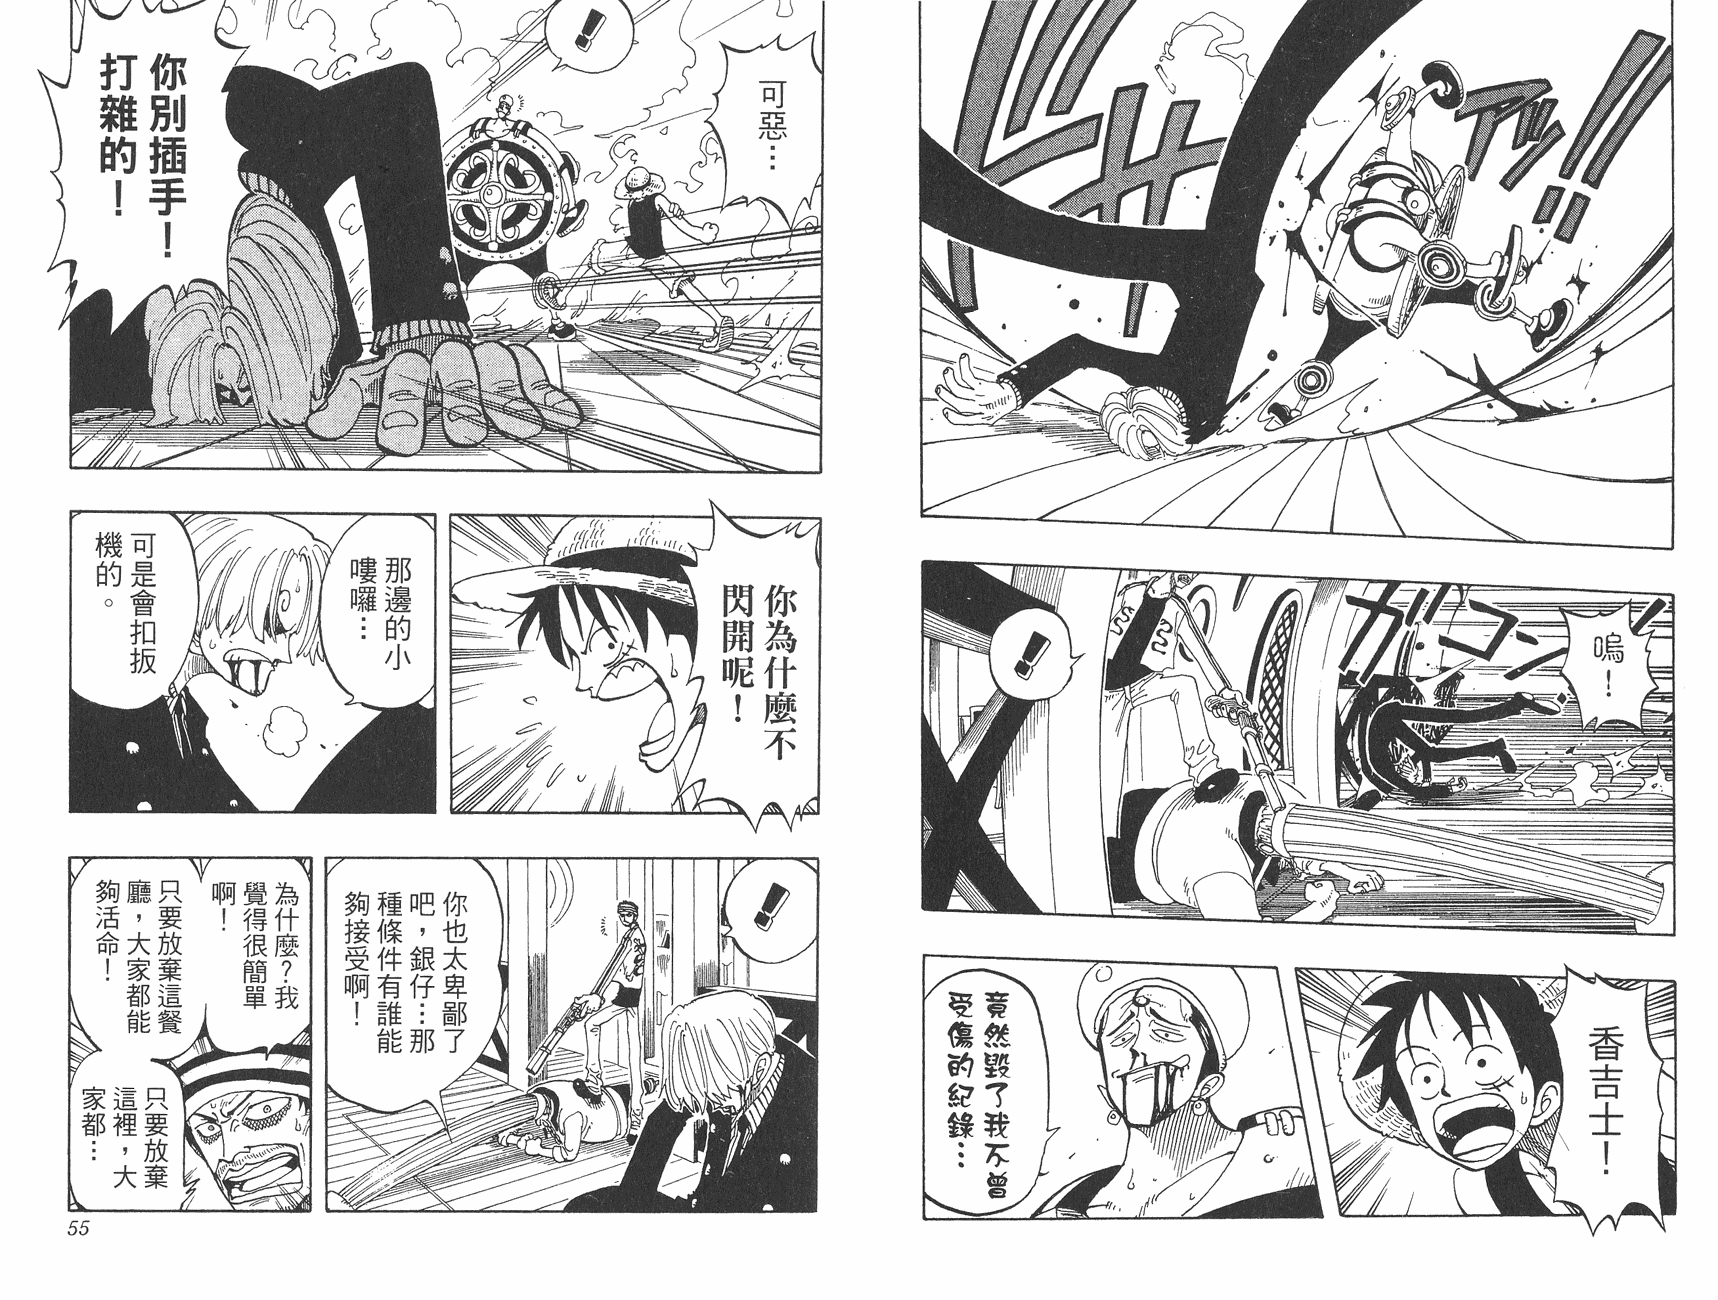 ドギャアッ!!
ガコンッ
嗚！
!
香吉士！
竟然毀了我不曾
受傷的紀錄…
!
可惡…
你別插手！
打雜的！
你為什麼不
閃開呢！
那邊的小
嘍囉…
可是會扣扳
機的。
!
你也太卑鄙了
吧，銀仔…那
種條件有誰能
夠接受啊！
為什麼?我
覺得很簡單
啊！
只要放棄這餐
廳，大家都能
夠活命！
只要放棄
這裡，大
家都…
55